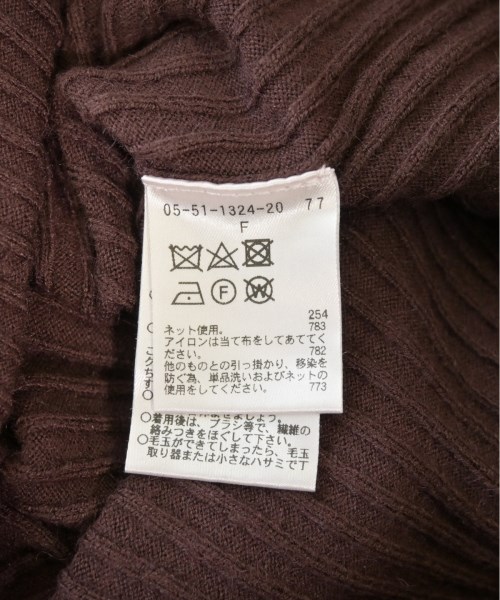 05-51-1324-20 77
F
F
W
254
ネット使用。 783
アイロンは当て布をしてあててく
ださい。 782
他のものとの引っ掛かり、移染を
防ぐ為、単品洗いおよびネットの
使用をしてください。 773
○着用後は、ブラシ等で、繊維の
絡みつきをほぐして下さい。
○毛玉ができてしまったら、毛玉
取り器または小さなハサミで丁